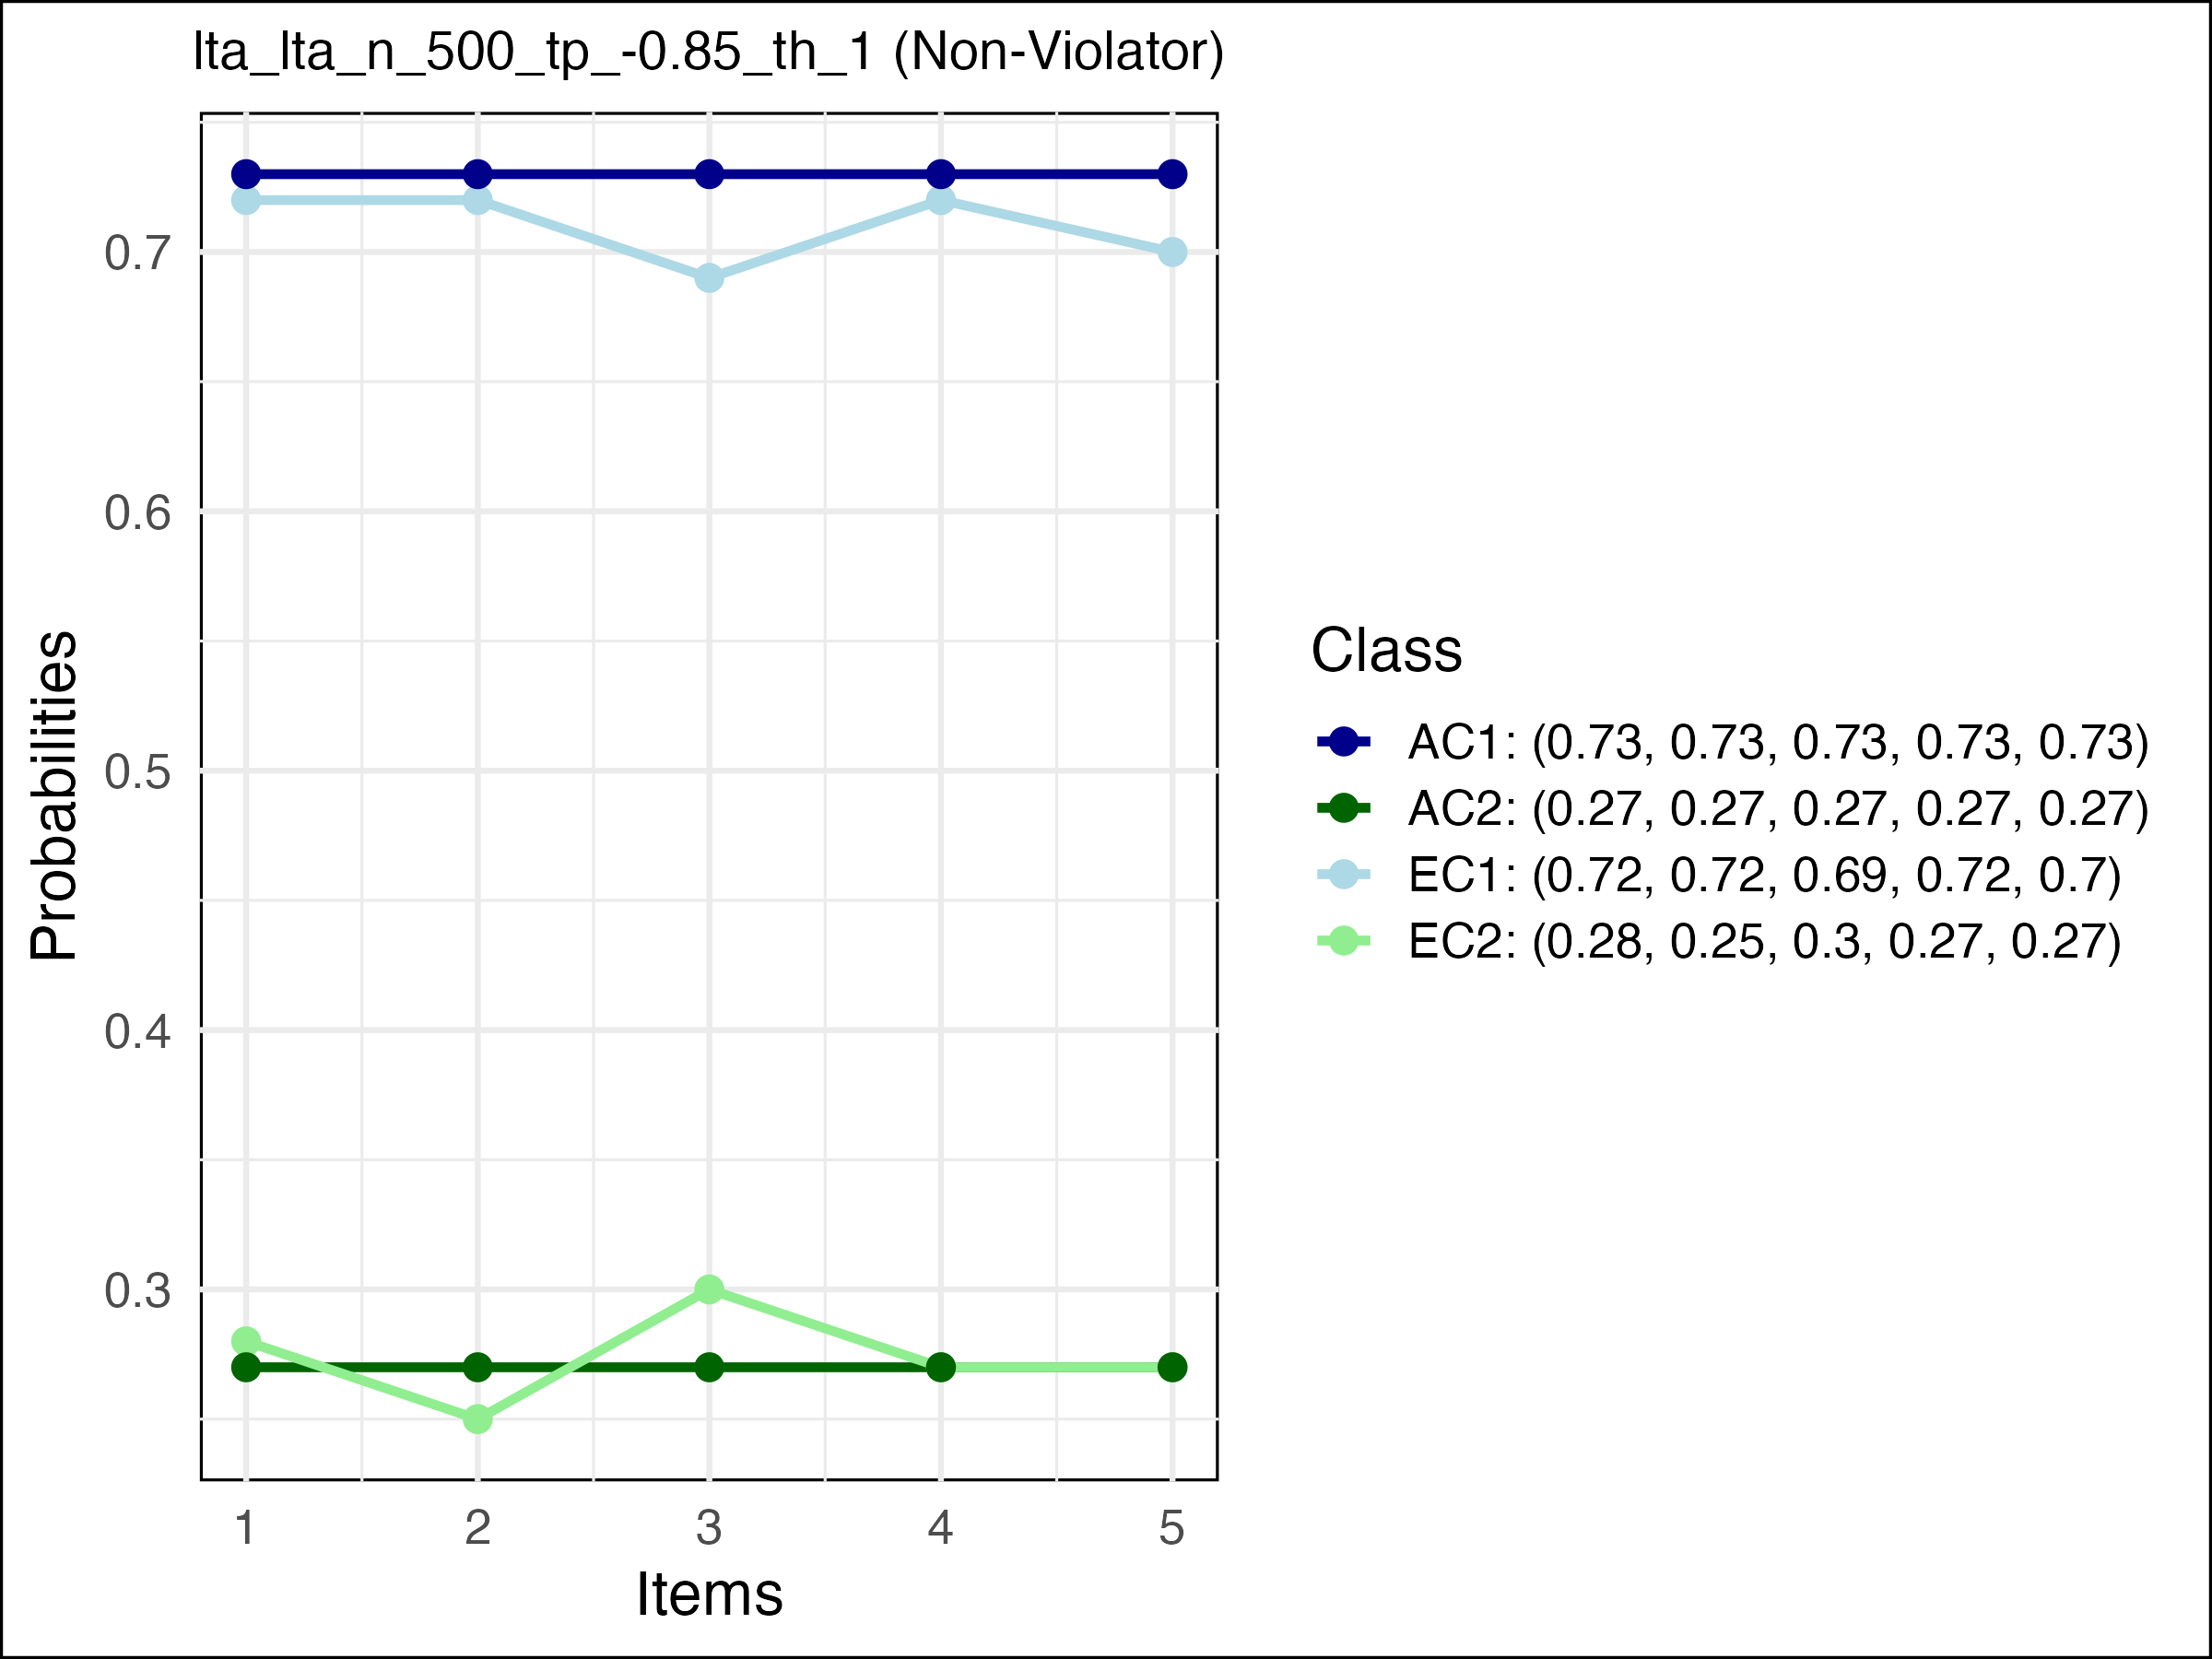 lta_lta_n_500_tp_-0.85_th_1 (Non-Violator)
Probabilities
0.7
0.6
0.5
0.4
0.3
1 2 3 4 5
Items
Class
AC1: (0.73, 0.73, 0.73, 0.73, 0.73)
AC2: (0.27, 0.27, 0.27, 0.27, 0.27)
EC1: (0.72, 0.72, 0.69, 0.72, 0.7)
EC2: (0.28, 0.25, 0.3, 0.27, 0.27)